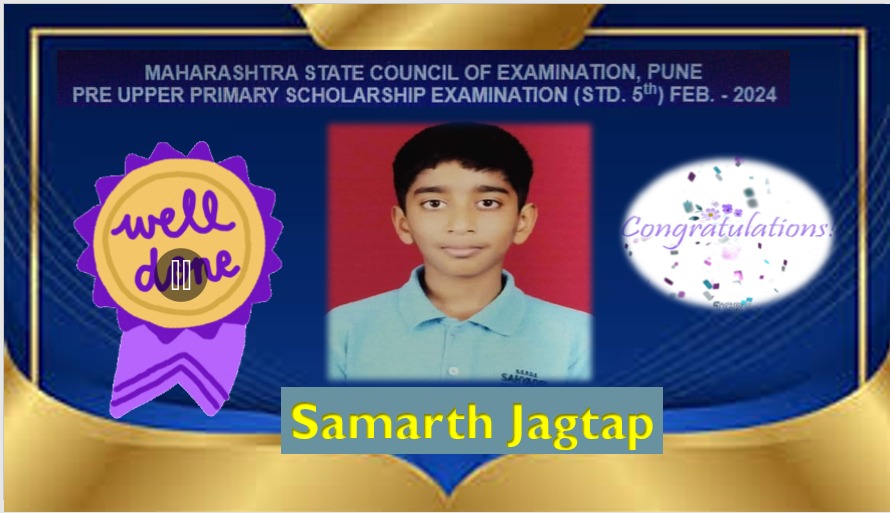 MAHARASHTRA STATE COUNCIL OF EXAMINATION, PUNE
PRE UPPER PRIMARY SCHOLARSHIP EXAMINATION (STD. 5th) FEB. - 2024
well
done
Congratulations!
Samarth Jagtap